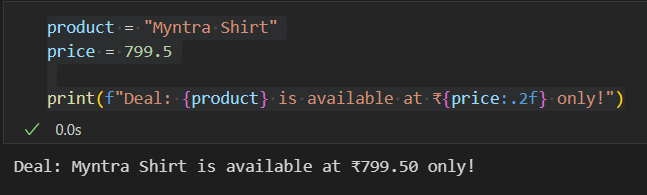 product = "Myntra Shirt"
price = 799.5
print(f"Deal: {product} is available at ₹{price:.2f} only!")
0.0s
Deal: Myntra Shirt is available at ₹799.50 only!